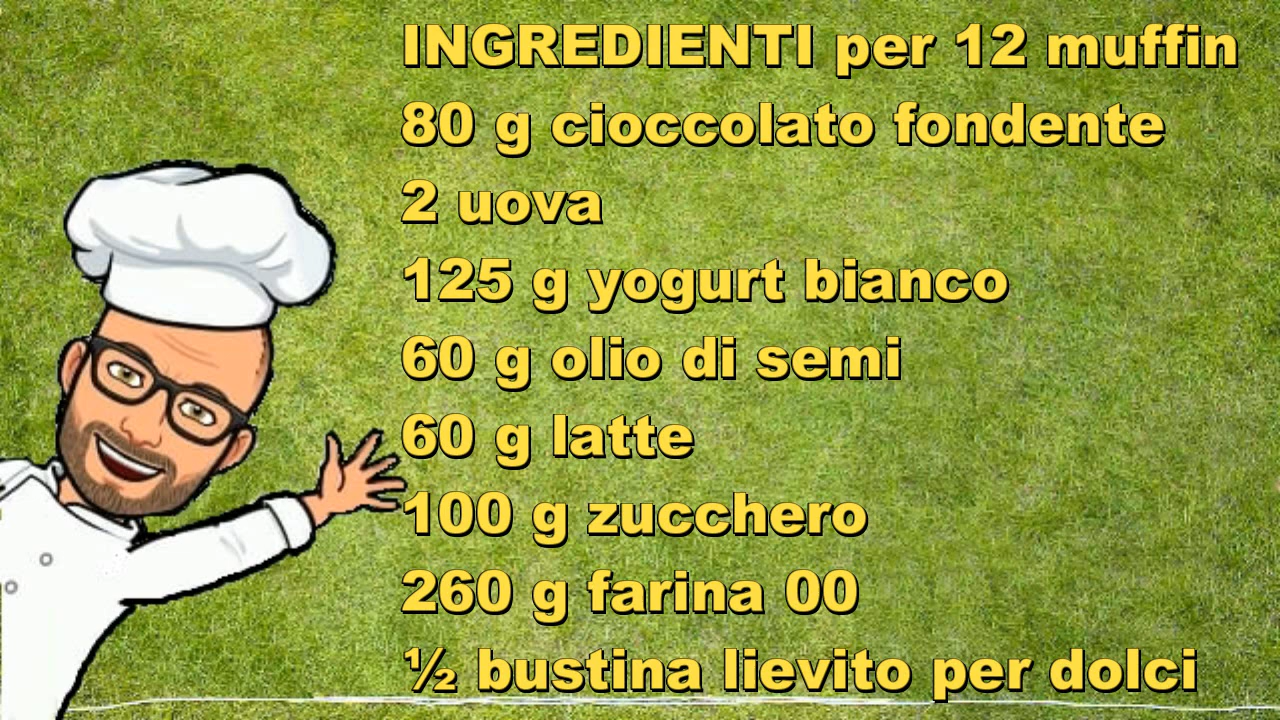 INGREDIENTI per 12 muffin
80 g cioccolato fondente
2 uova
125 g yogurt bianco
60 g olio di semi
60 g latte
100 g zucchero
260 g farina 00
½ bustina lievito per dolci